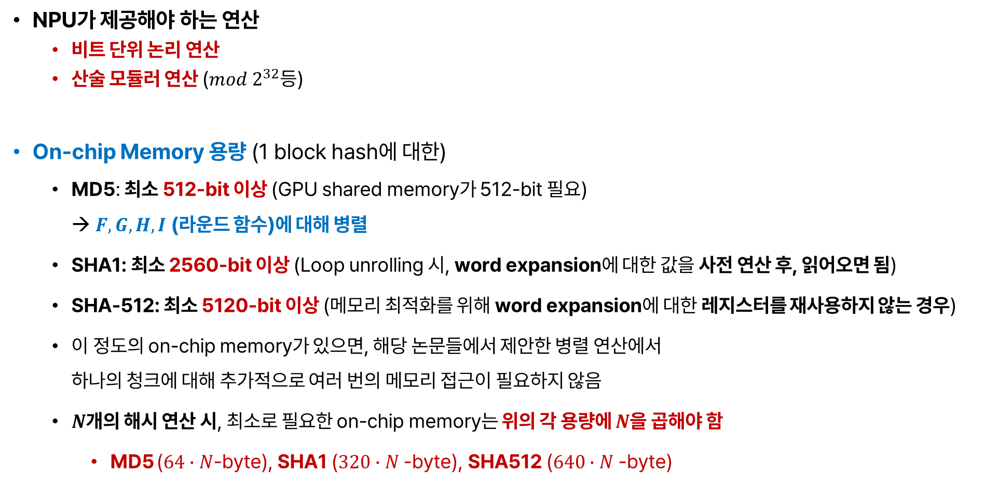 • NPU가 제공해야 하는 연산
• 비트 단위 논리 연산
• 산술 모듈러 연산 (mod 2^32등)
• On-chip Memory 용량 (1 block hash에 대한)
• MD5: 최소 512-bit 이상 (GPU shared memory가 512-bit 필요)
→ F, G, H, I (라운드 함수)에 대해 병렬
• SHA1: 최소 2560-bit 이상 (Loop unrolling 시, word expansion에 대한 값을 사전 연산 후, 읽어오면 됨)
• SHA-512: 최소 5120-bit 이상 (메모리 최적화를 위해 word expansion에 대한 레지스터를 재사용하지 않는 경우)
• 이 정도의 on-chip memory가 있으면, 해당 논문들에서 제안한 병렬 연산에서
하나의 청크에 대해 추가적으로 여러 번의 메모리 접근이 필요하지 않음
• N개의 해시 연산 시, 최소로 필요한 on-chip memory는 위의 각 용량에 N을 곱해야 함
• MD5 (64 · N-byte), SHA1 (320 · N -byte), SHA512 (640 · N -byte)